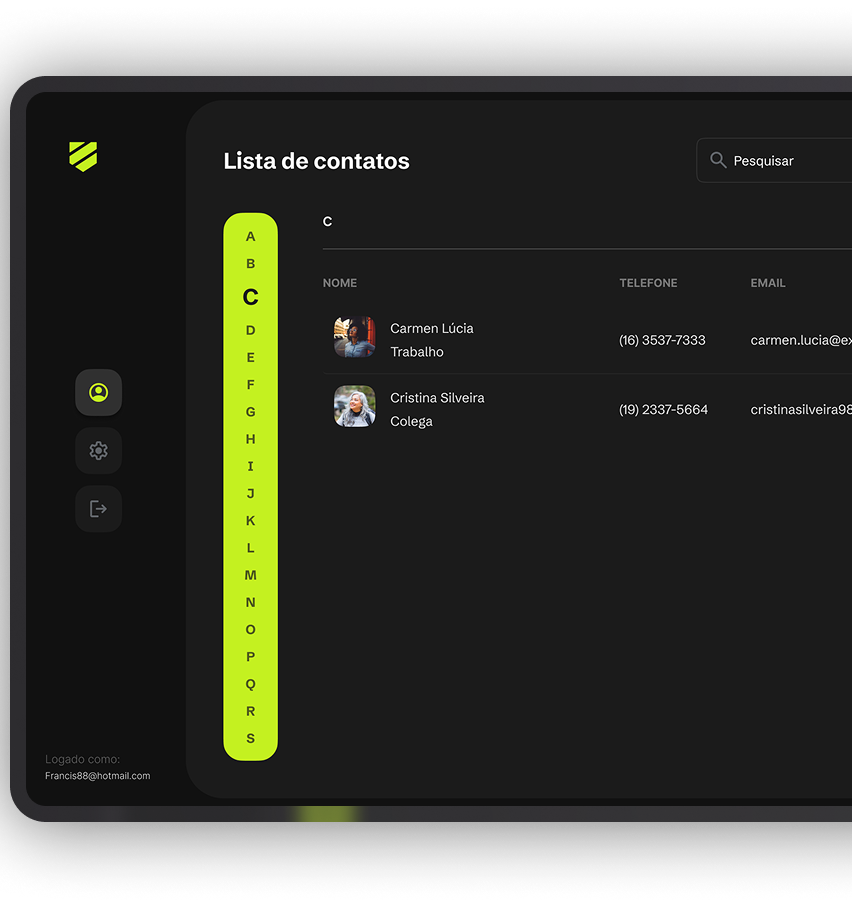 Lista de contatos
Pesquisar
A
B
C
D
E
F
G
H
I
J
K
L
M
N
O
P
Q
R
S
C
NOME TELEFONE EMAIL
Carmen Lúcia
Trabalho
(16) 3537-7333
carmen.lucia@ex
Cristina Silveira
Colega
(19) 2337-5664
cristinasilveira98
Logado como:
Francis88@hotmail.com